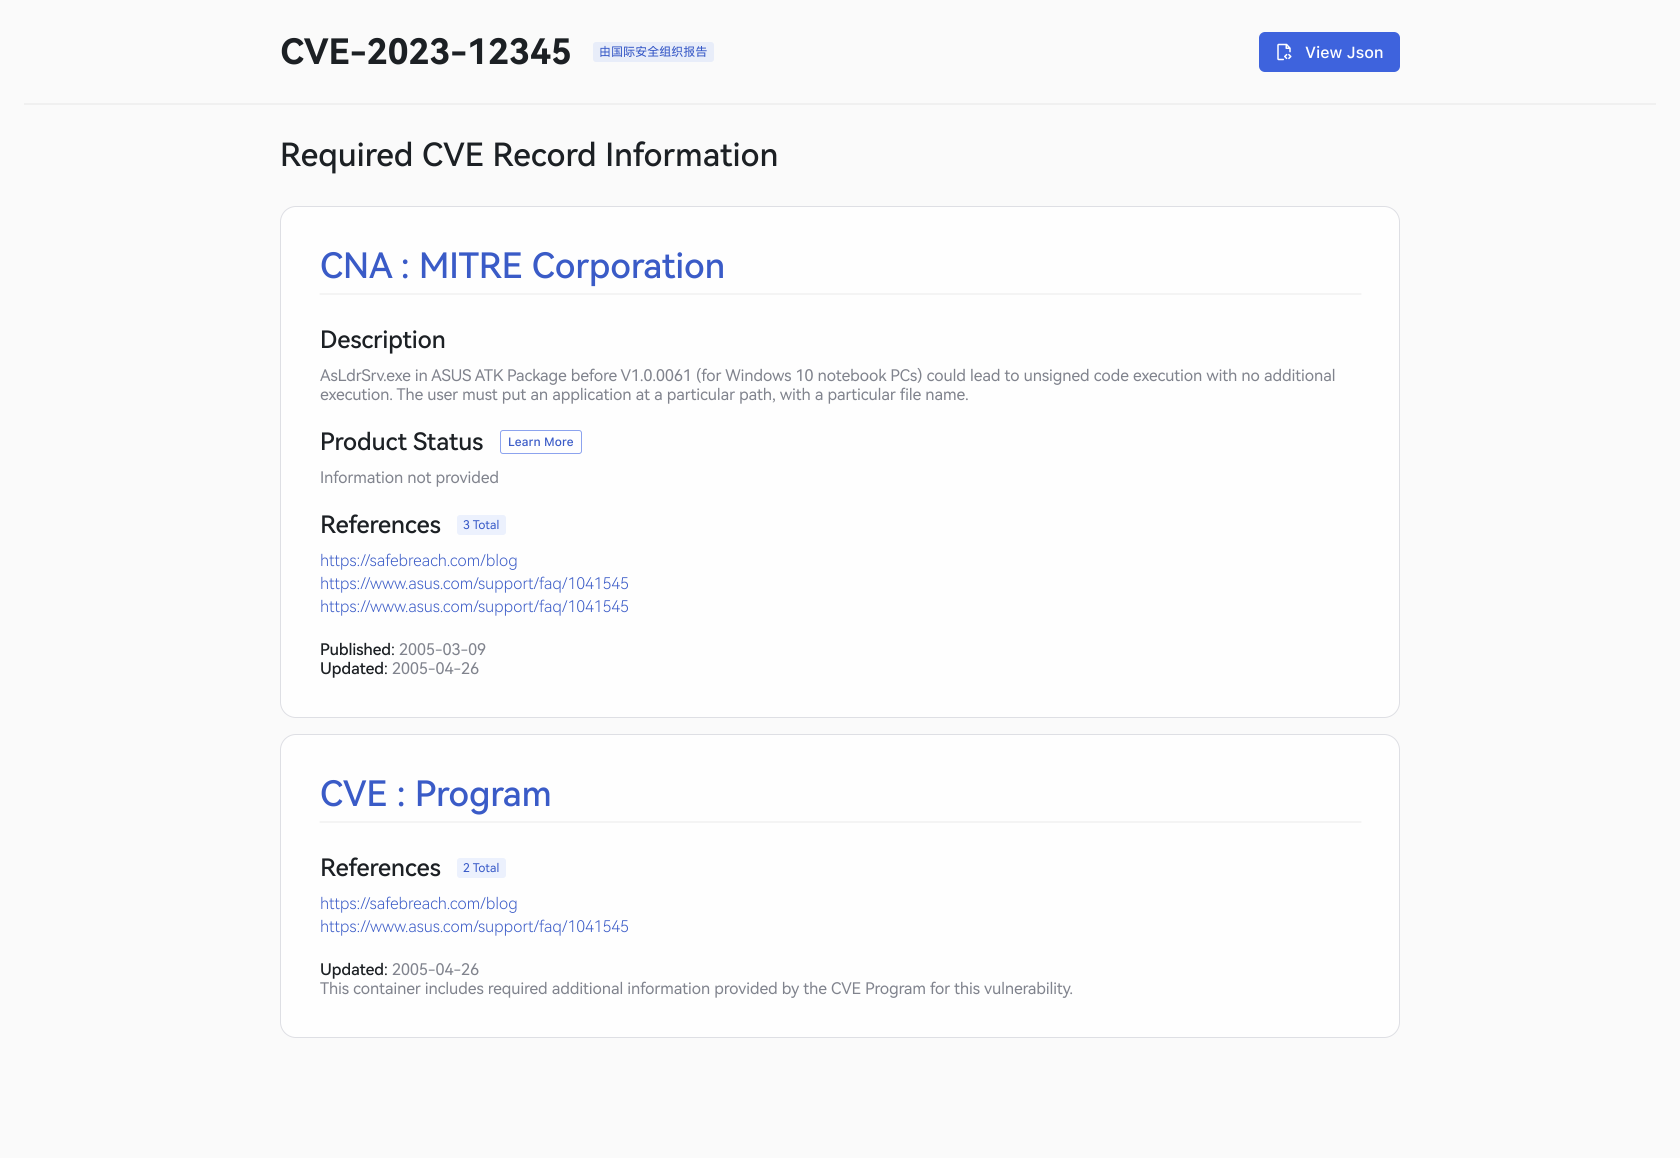 CVE-2023-12345
由国际安全组织报告
View Json
Required CVE Record Information
CNA : MITRE Corporation
Description
AsLdrSrv.exe in ASUS ATK Package before V1.0.0061 (for Windows 10 notebook PCs) could lead to unsigned code execution with no additional
execution. The user must put an application at a particular path, with a particular file name.
Product Status
Learn More
Information not provided
References
3 Total
https://safebreach.com/blog
https://www.asus.com/support/faq/1041545
https://www.asus.com/support/faq/1041545
Published: 2005-03-09
Updated: 2005-04-26
CVE : Program
References
2 Total
https://safebreach.com/blog
https://www.asus.com/support/faq/1041545
Updated: 2005-04-26
This container includes required additional information provided by the CVE Program for this vulnerability.